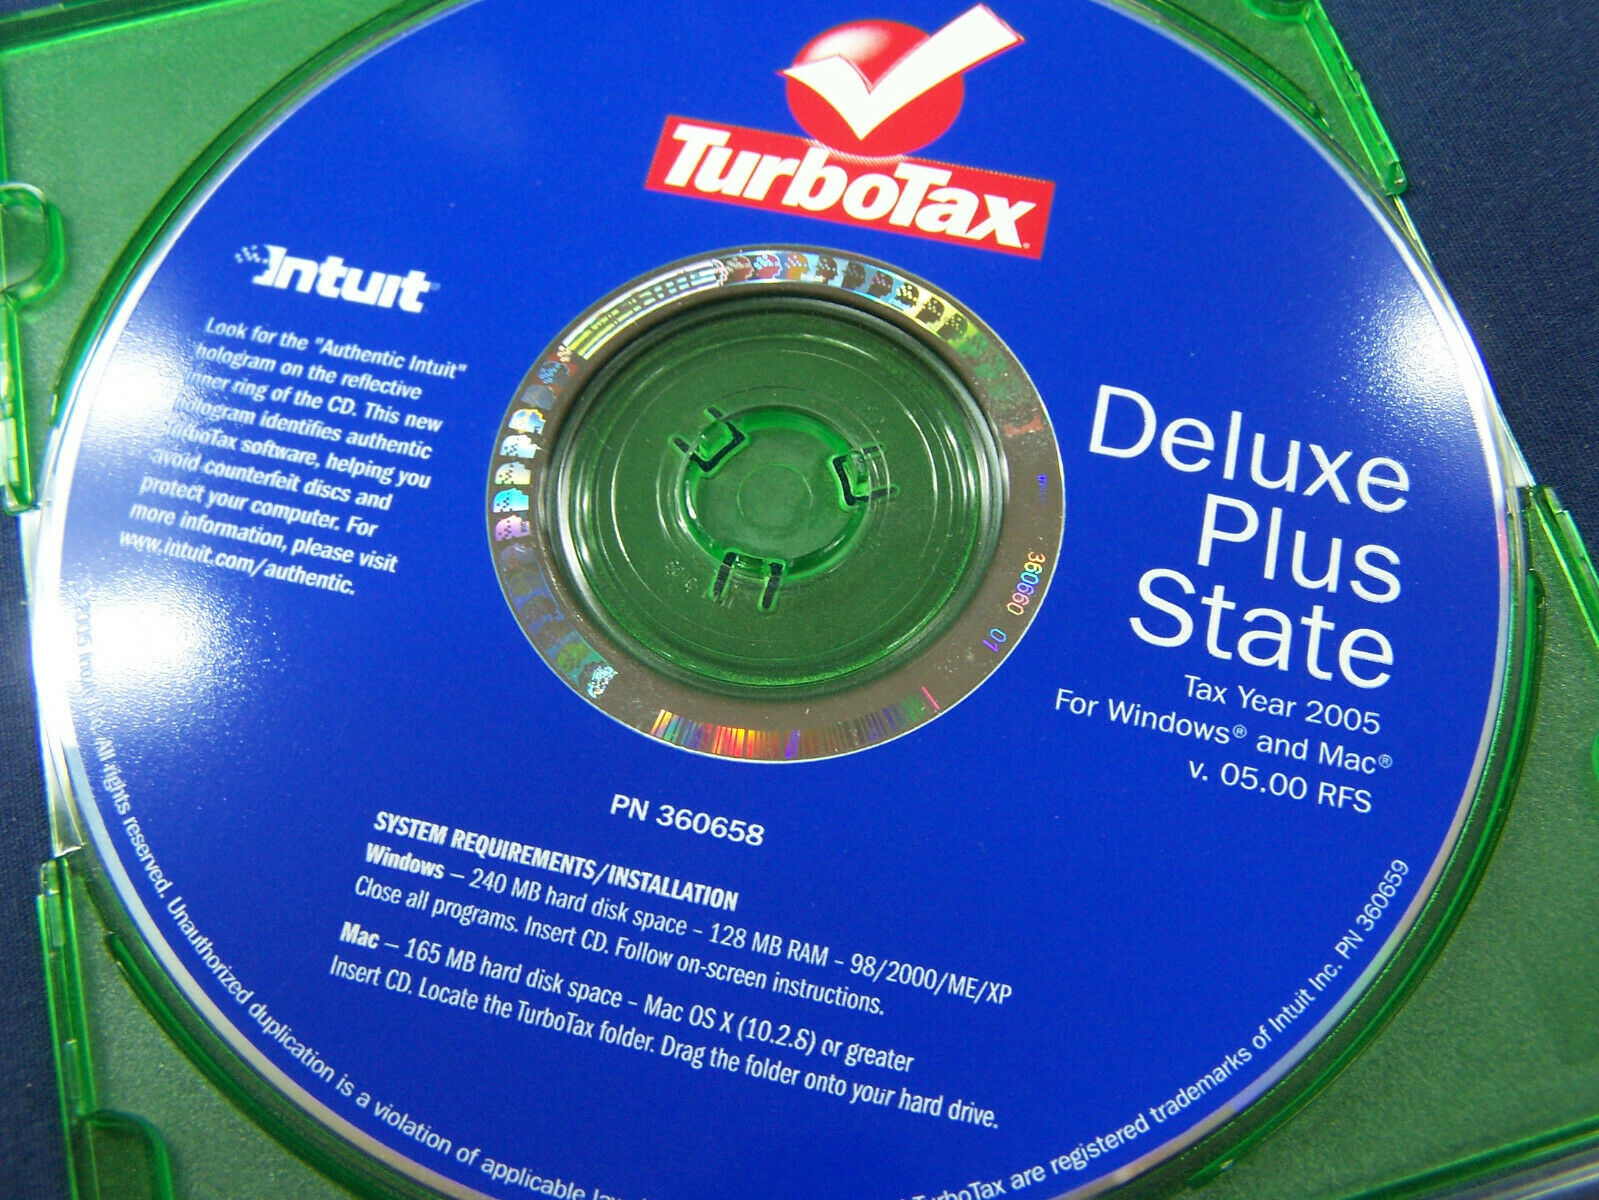 TurboTax
Intuit
Look for the "Authentic Intuit"
hologram on the reflective
inner ring of the CD. This new
hologram identifies authentic
TurboTax software, helping you
avoid counterfeit discs and
protect your computer. For
more information, please visit
www.intuit.com/authentic.
Deluxe
Plus
State
Tax Year 2005
For Windows® and Mac®
v. 05.00 RFS
360660 01
PN 360658
SYSTEM REQUIREMENTS/INSTALLATION
Windows – 240 MB hard disk space – 128 MB RAM – 98/2000/ME/XP
Close all programs. Insert CD. Follow on-screen instructions.
Mac – 165 MB hard disk space – Mac OS X (10.2.8) or greater
Insert CD. Locate the TurboTax folder. Drag the folder onto your hard drive.
2005 All rights reserved. Unauthorized duplication is a violation of applicable
TurboTax are registered trademarks of Intuit Inc. PN 360659